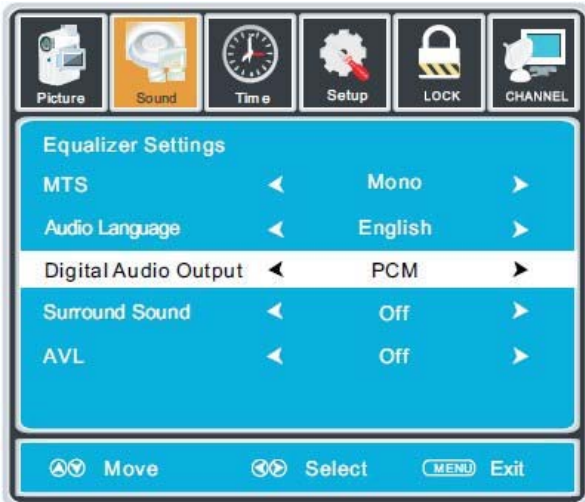 Picture Sound Time Setup LOCK CHANNEL
Equalizer Settings
MTS Mono
Audio Language English
Digital Audio Output PCM
Surround Sound Off
AVL Off
Move Select MENU Exit